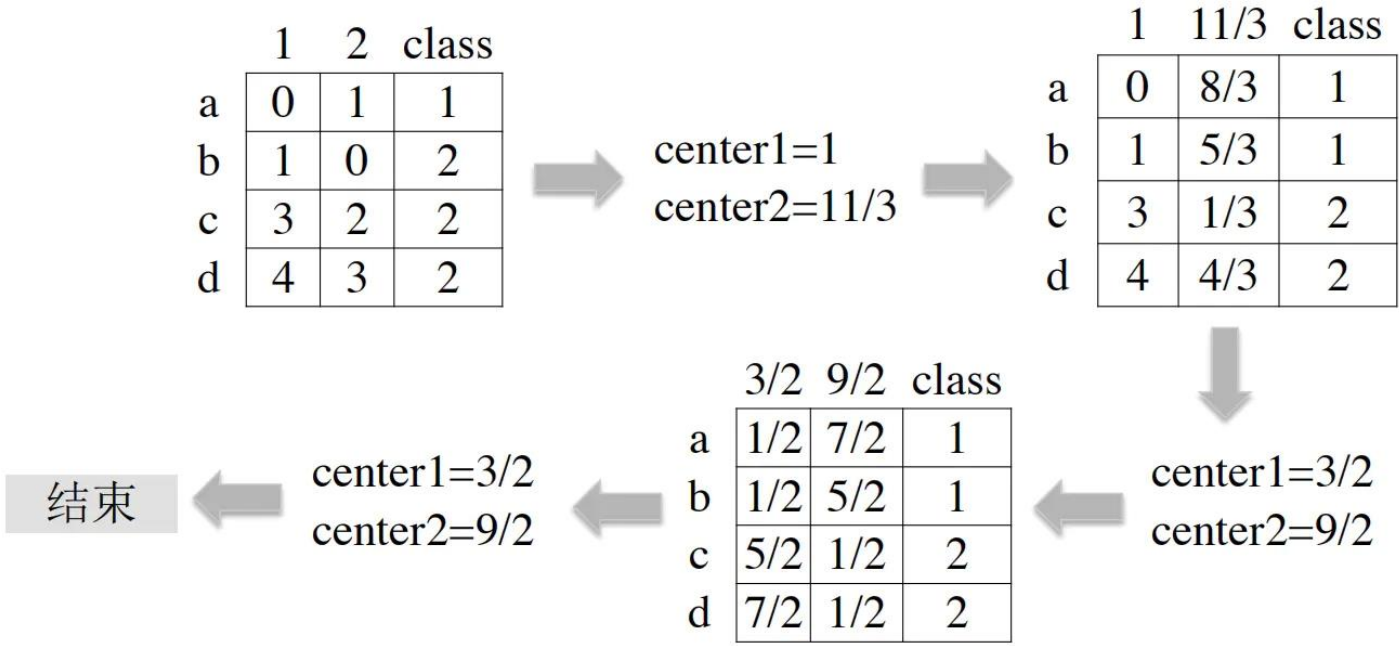 1 2 class
a 0 1 1
b 1 0 2
c 3 2 2
d 4 3 2
center1=1
center2=11/3
1 11/3 class
a 0 8/3 1
b 1 5/3 1
c 3 1/3 2
d 4 4/3 2
center1=3/2
center2=9/2
3/2 9/2 class
a 1/2 7/2 1
b 1/2 5/2 1
c 5/2 1/2 2
d 7/2 1/2 2
center1=3/2
center2=9/2
结束